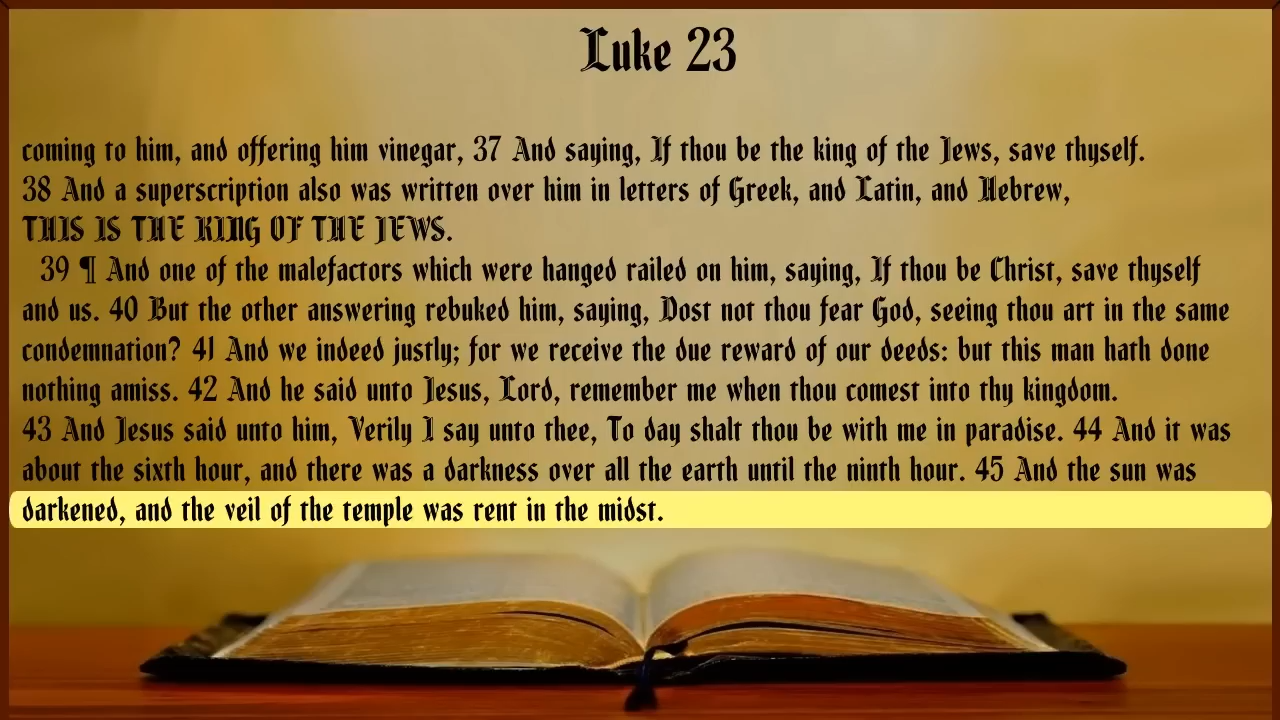 Luke 23
coming to him, and offering him vinegar, 37 And saying, If thou be the king of the Jews, save thyself.
38 And a superscription also was written over him in letters of Greek, and Latin, and Hebrew,
THIS IS THE KING OF THE JEWS.
39 ¶ And one of the malefactors which were hanged railed on him, saying, If thou be Christ, save thyself
and us. 40 But the other answering rebuked him, saying, Dost not thou fear God, seeing thou art in the same
condemnation? 41 And we indeed justly; for we receive the due reward of our deeds: but this man hath done
nothing amiss. 42 And he said unto Jesus, Lord, remember me when thou comest into thy kingdom.
43 And Jesus said unto him, Verily I say unto thee, To day shalt thou be with me in paradise. 44 And it was
about the sixth hour, and there was a darkness over all the earth until the ninth hour. 45 And the sun was
darkened, and the veil of the temple was rent in the midst.